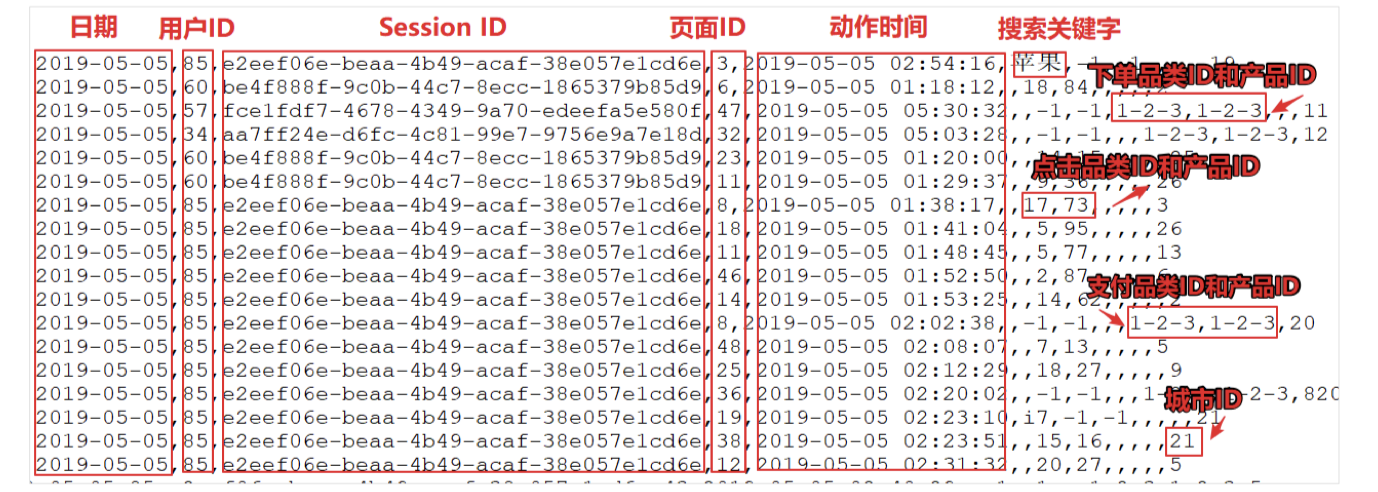 日期 用户ID Session ID 页面ID 动作时间 搜索关键字
2019-05-05,85,e2eef06e-beaa-4b49-acaf-38e057e1cd6e,3,2019-05-05 02:54:16,苹果,-1,-1
下单品类ID和产品ID
2019-05-05,60,be4f888f-9c0b-44c7-8ecc-1865379b85d9,6,2019-05-05 01:18:12,,18,84,
2019-05-05,57,fce1fdf7-4678-4349-9a70-edeefa5e580f,47,2019-05-05 05:30:32,,-1,-1,1-2-3,1-2-3,,,11
2019-05-05,34,aa7ff24e-d6fc-4c81-99e7-9756e9a7e18d,32,2019-05-05 05:03:28,,-1,-1,,,1-2-3,1-2-3,12
2019-05-05,60,be4f888f-9c0b-44c7-8ecc-1865379b85d9,23,2019-05-05 01:20:00,
点击品类ID和产品ID
2019-05-05,60,be4f888f-9c0b-44c7-8ecc-1865379b85d9,11,2019-05-05 01:29:37,,9,36,,,,,26
2019-05-05,85,e2eef06e-beaa-4b49-acaf-38e057e1cd6e,8,2019-05-05 01:38:17,,17,73,,,,,3
2019-05-05,85,e2eef06e-beaa-4b49-acaf-38e057e1cd6e,18,2019-05-05 01:41:04,,5,95,,,,,26
2019-05-05,85,e2eef06e-beaa-4b49-acaf-38e057e1cd6e,11,2019-05-05 01:48:45,,5,77,,,,,13
2019-05-05,85,e2eef06e-beaa-4b49-acaf-38e057e1cd6e,46,2019-05-05 01:52:50,,2,87
支付品类ID和产品ID
2019-05-05,85,e2eef06e-beaa-4b49-acaf-38e057e1cd6e,14,2019-05-05 01:53:25,,14,62,,,,,2
2019-05-05,85,e2eef06e-beaa-4b49-acaf-38e057e1cd6e,8,2019-05-05 02:02:38,,-1,-1,,,1-2-3,1-2-3,20
2019-05-05,85,e2eef06e-beaa-4b49-acaf-38e057e1cd6e,48,2019-05-05 02:08:07,,7,13,,,,,5
2019-05-05,85,e2eef06e-beaa-4b49-acaf-38e057e1cd6e,25,2019-05-05 02:12:29,,18,27,,,,,9
2019-05-05,85,e2eef06e-beaa-4b49-acaf-38e057e1cd6e,36,2019-05-05 02:20:02,,-1,-1,,,1-2-3,820
城市ID
2019-05-05,85,e2eef06e-beaa-4b49-acaf-38e057e1cd6e,19,2019-05-05 02:23:10,i7,-1,-1,,,,,21
2019-05-05,85,e2eef06e-beaa-4b49-acaf-38e057e1cd6e,38,2019-05-05 02:23:51,,15,16,,,,,21
2019-05-05,85,e2eef06e-beaa-4b49-acaf-38e057e1cd6e,12,2019-05-05 02:31:32,,20,27,,,,,5